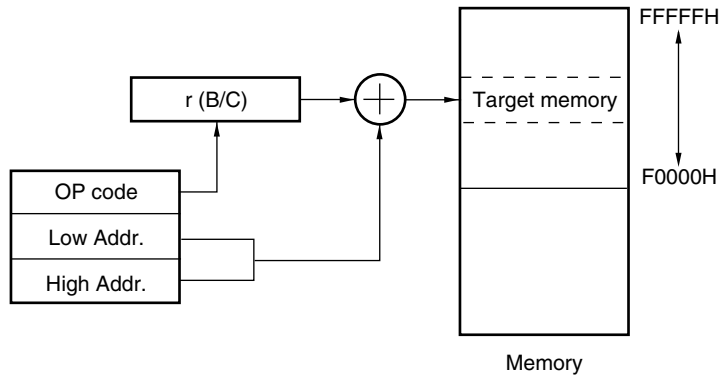 FFFFFH
r (B/C)
Target memory
OP code
F0000H
Low Addr.
High Addr.
Memory